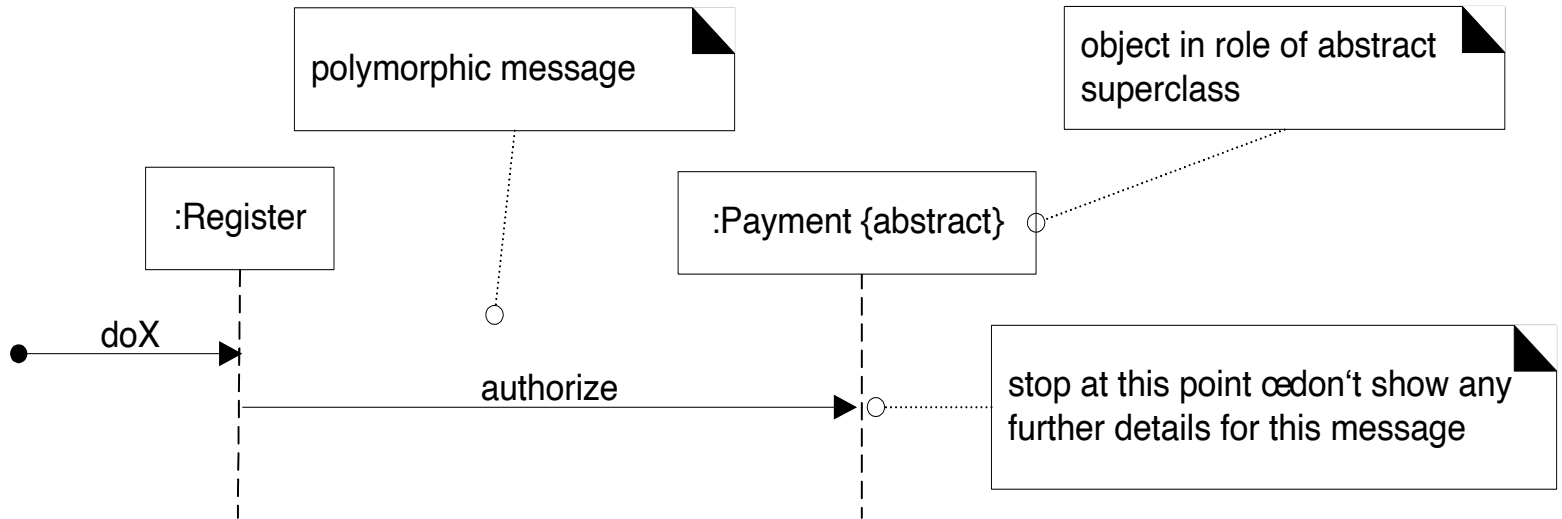 polymorphic message
object in role of abstract
superclass
:Register
:Payment {abstract}
doX
authorize
stop at this point œdon‘t show any
further details for this message